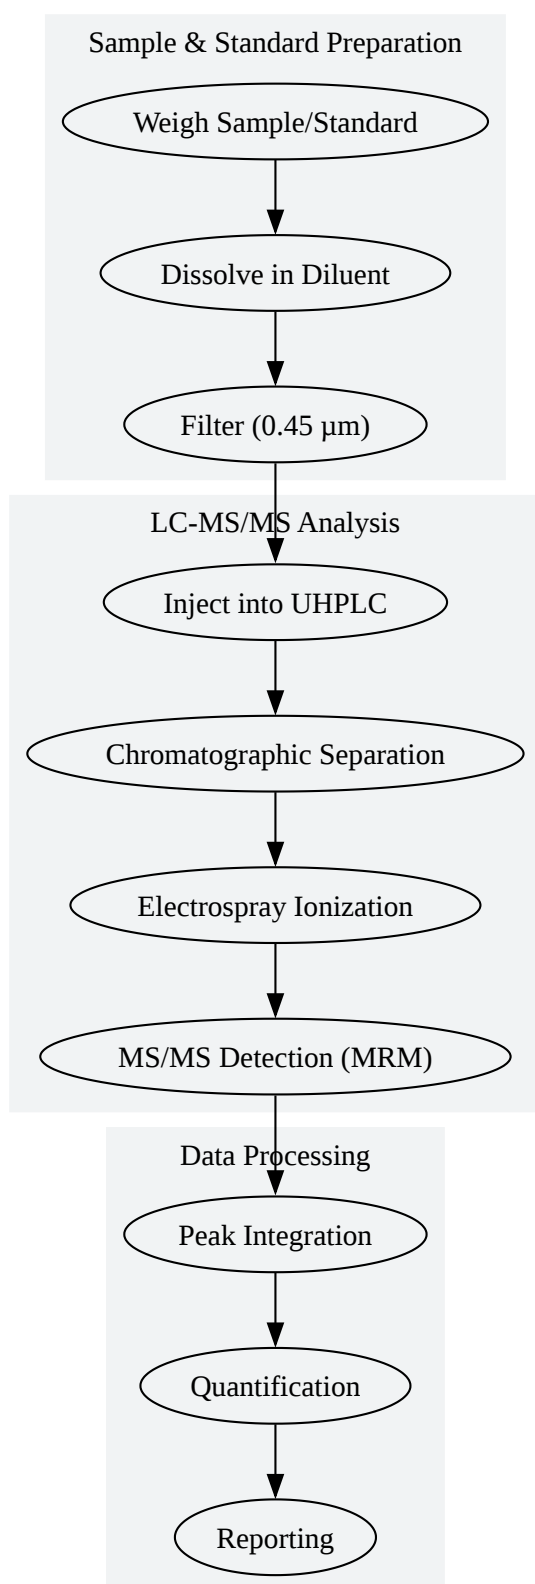 Sample & Standard Preparation
Weigh Sample/Standard
Dissolve in Diluent
Filter (0.45 µm)
LC-MS/MS Analysis
Inject into UHPLC
Chromatographic Separation
Electrospray Ionization
MS/MS Detection (MRM)
Data Processing
Peak Integration
Quantification
Reporting